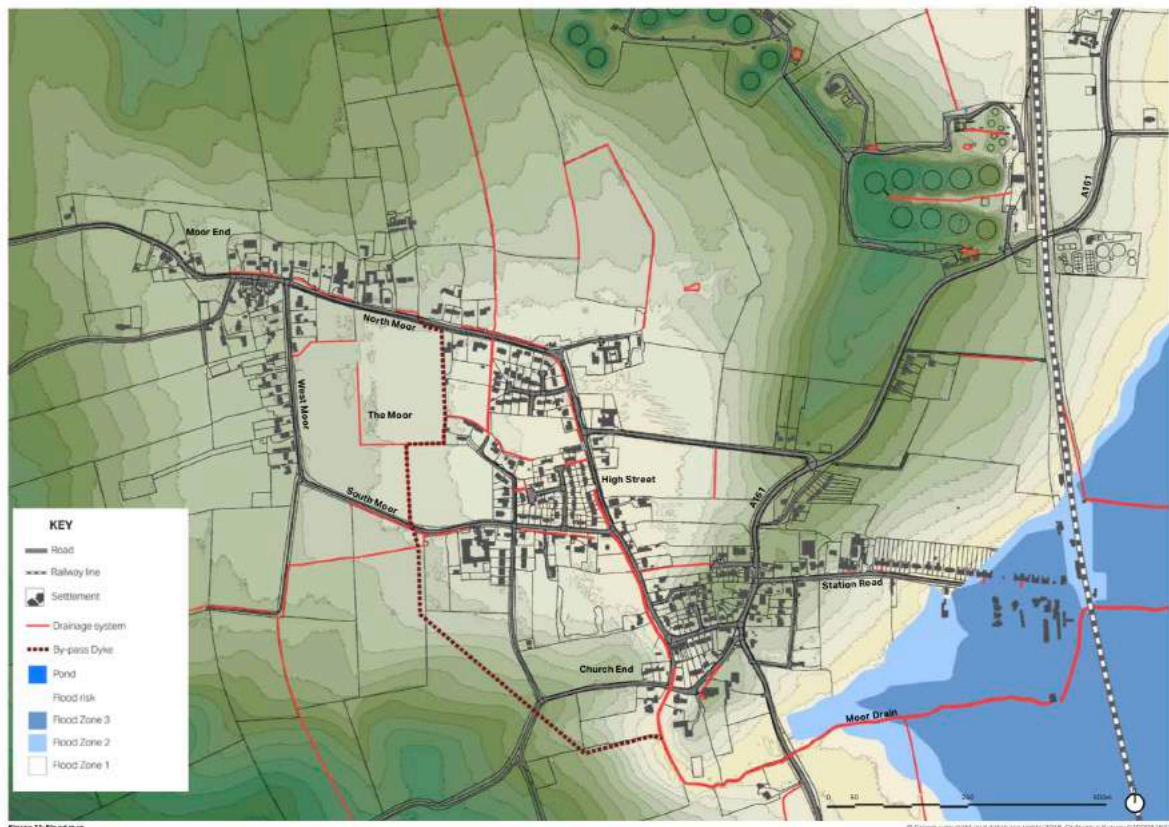 Moor End
A161
North Moor
West Moor
The Moor
High Street
South Moor
A161
Station Road
Church End
Moor Drain
KEY
Road
Railway line
Settlement
Drainage system
By-pass Dyke
Pond
Flood risk
Flood Zone 3
Flood Zone 2
Flood Zone 1
0
500m